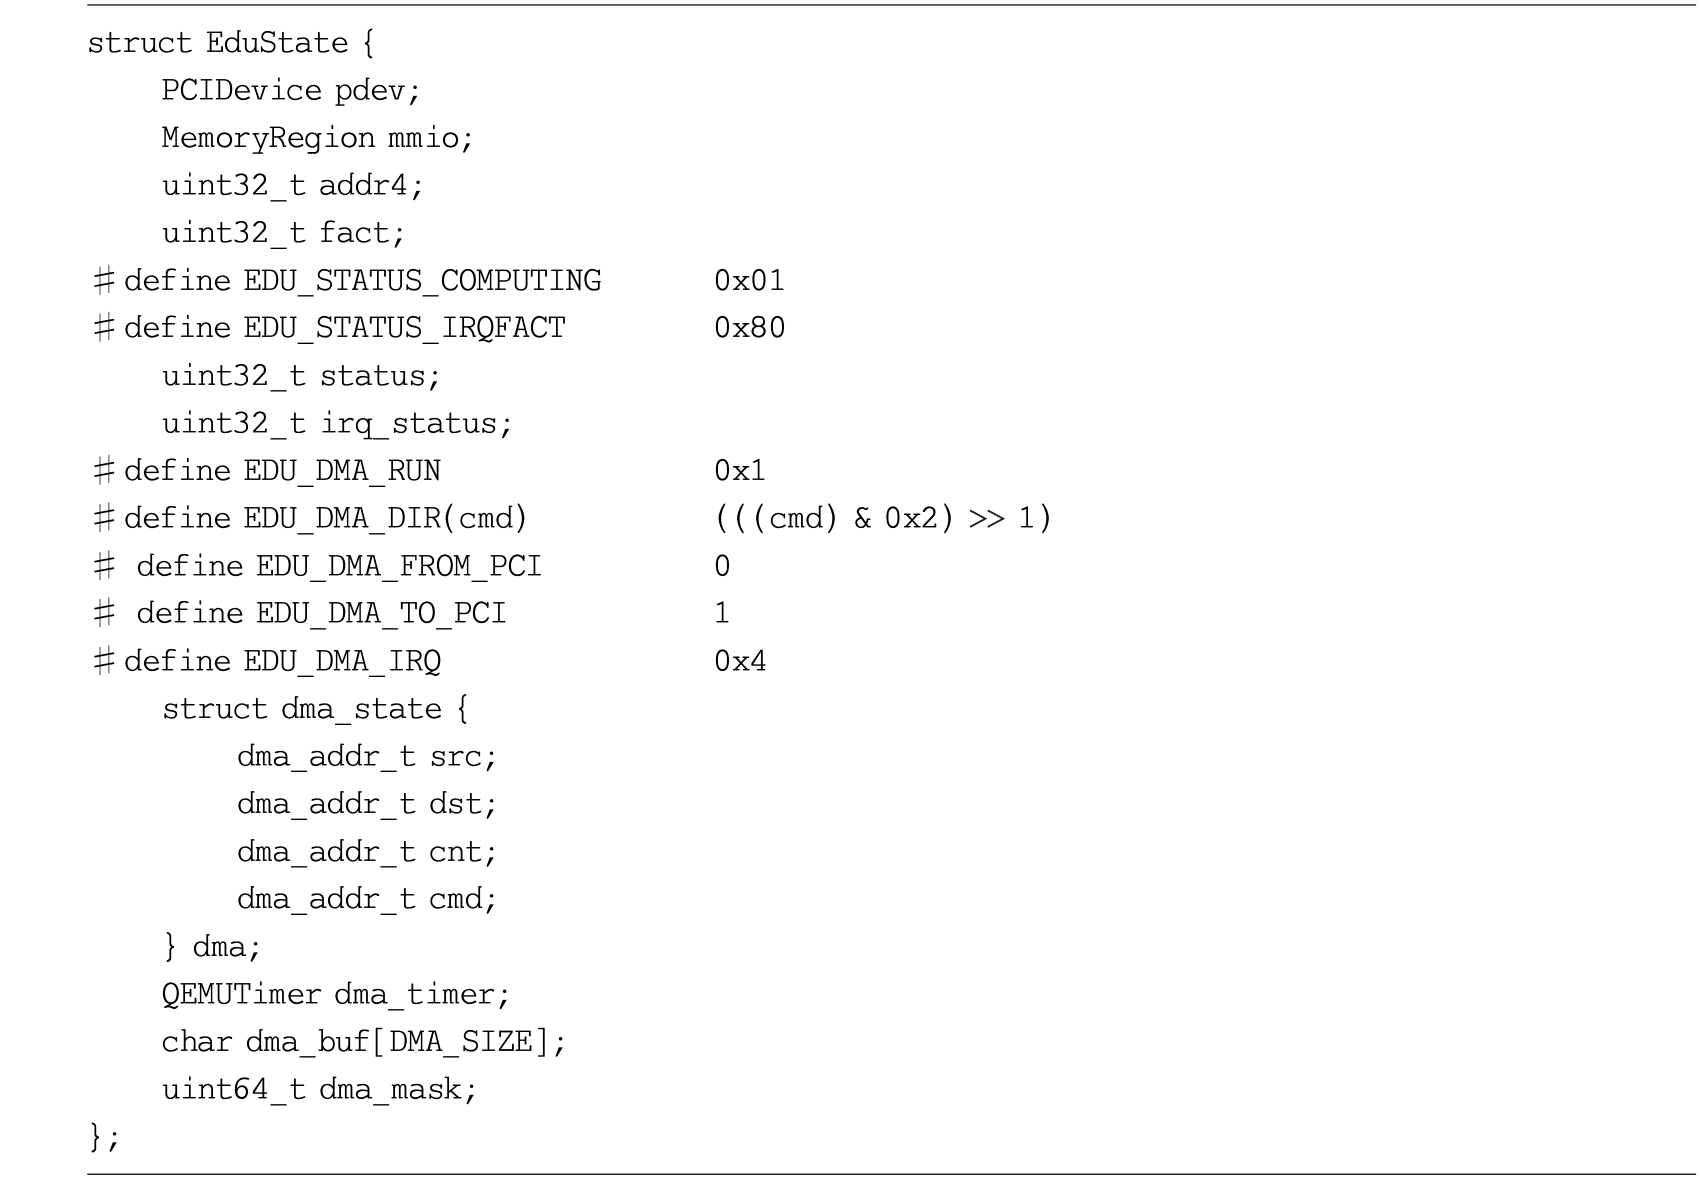 struct EduState {
    PCIDevice pdev;
    MemoryRegion mmio;
    uint32_t addr4;
    uint32_t fact;
#define EDU_STATUS_COMPUTING    0x01
#define EDU_STATUS_IRQFACT    0x80
    uint32_t status;
    uint32_t irq_status;
#define EDU_DMA_RUN    0x1
#define EDU_DMA_DIR(cmd)    (((cmd) & 0x2) >> 1)
# define EDU_DMA_FROM_PCI    0
# define EDU_DMA_TO_PCI    1
#define EDU_DMA_IRQ    0x4
    struct dma_state {
        dma_addr_t src;
        dma_addr_t dst;
        dma_addr_t cnt;
        dma_addr_t cmd;
    } dma;
    QEMUTimer dma_timer;
    char dma_buf[DMA_SIZE];
    uint64_t dma_mask;
};